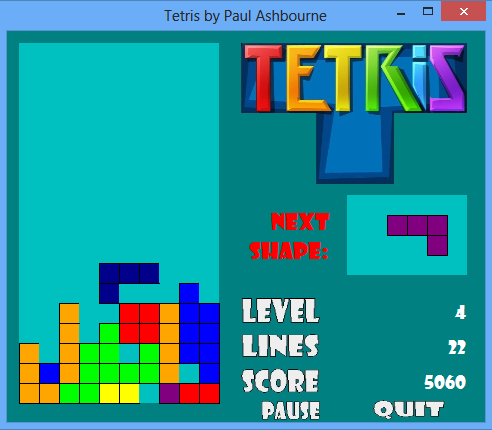 Tetris by Paul Ashbourne
TETRIS
NEXT
SHAPE:
LEVEL 4
LINES 22
SCORE 5060
PAUSE QUIT